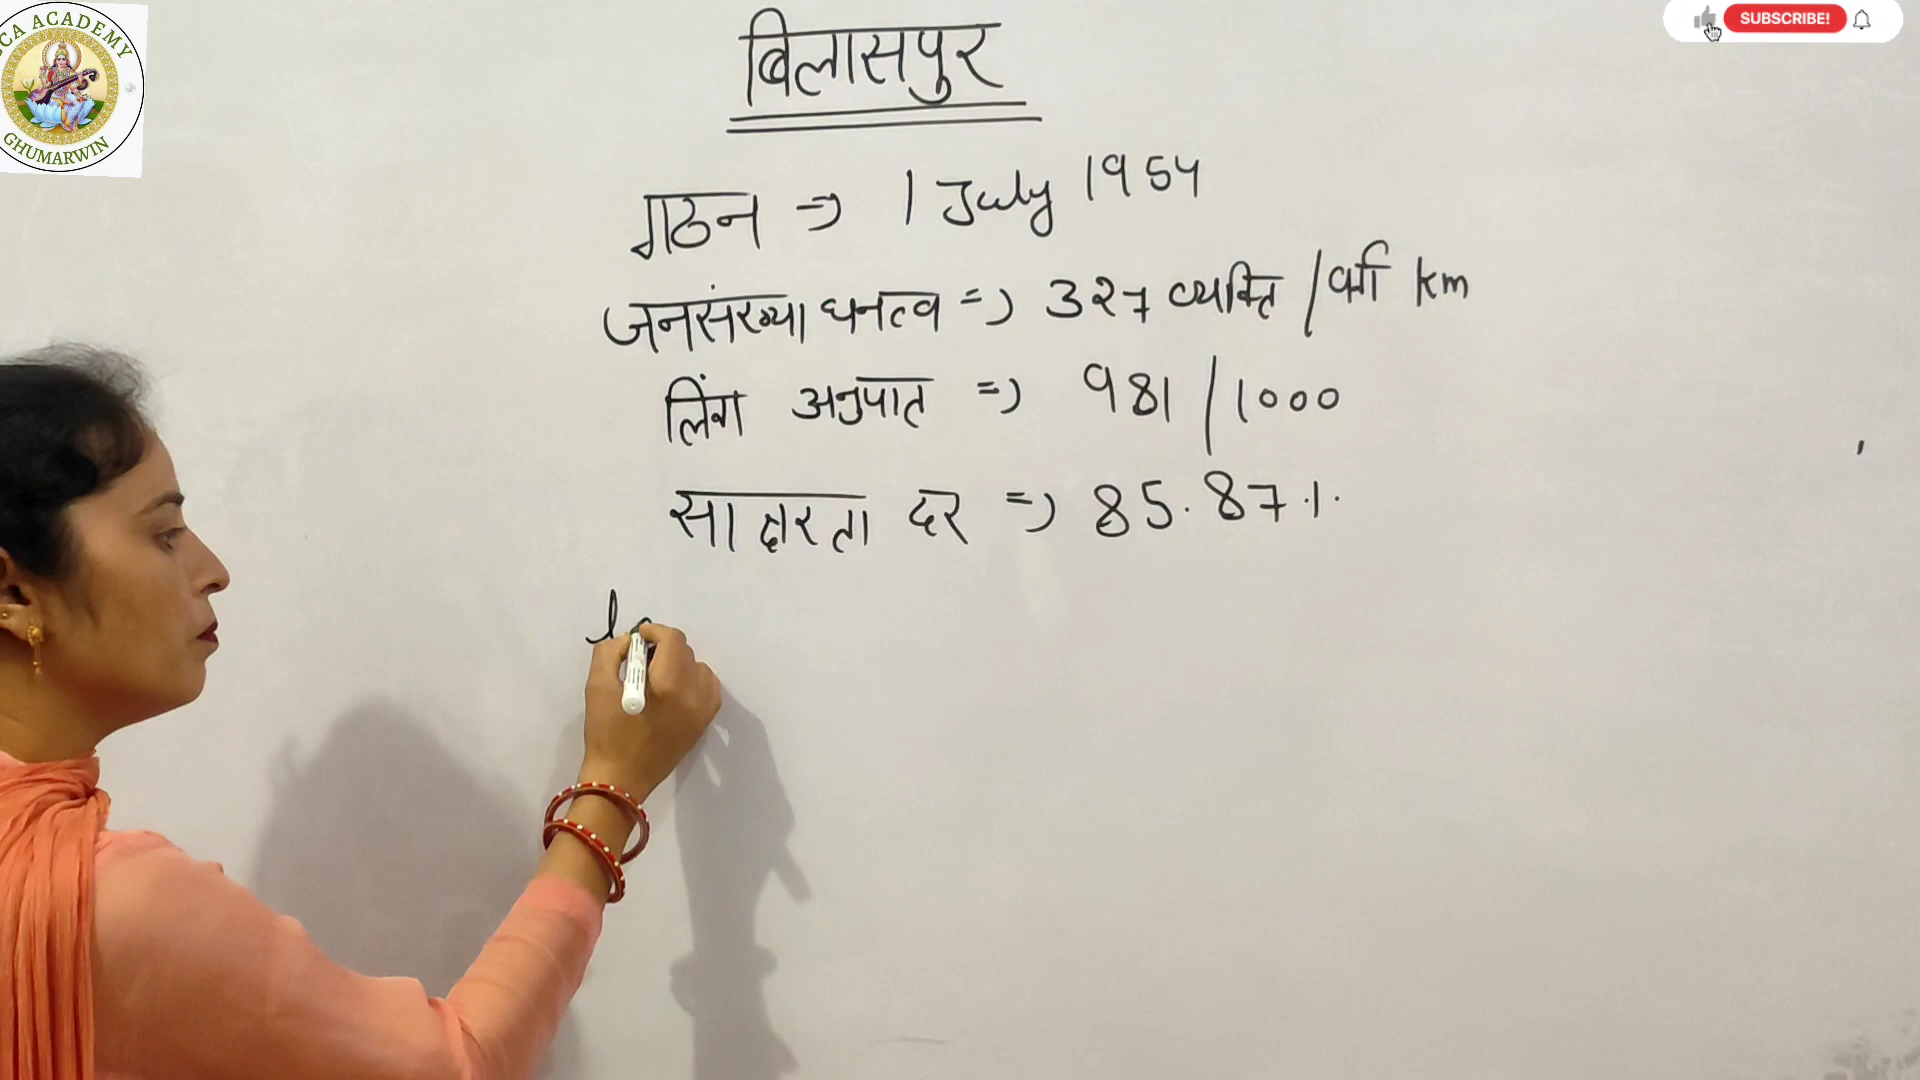 CA ACADEMY
GHUMARWIN
SUBSCRIBE!
बिलासपुर
गठन => 1 July 1954
जनसंख्या घनत्व => 327 व्यक्ति / वर्ग km
लिंग अनुपात => 981 / 1000
साक्षरता दर => 85.87 %